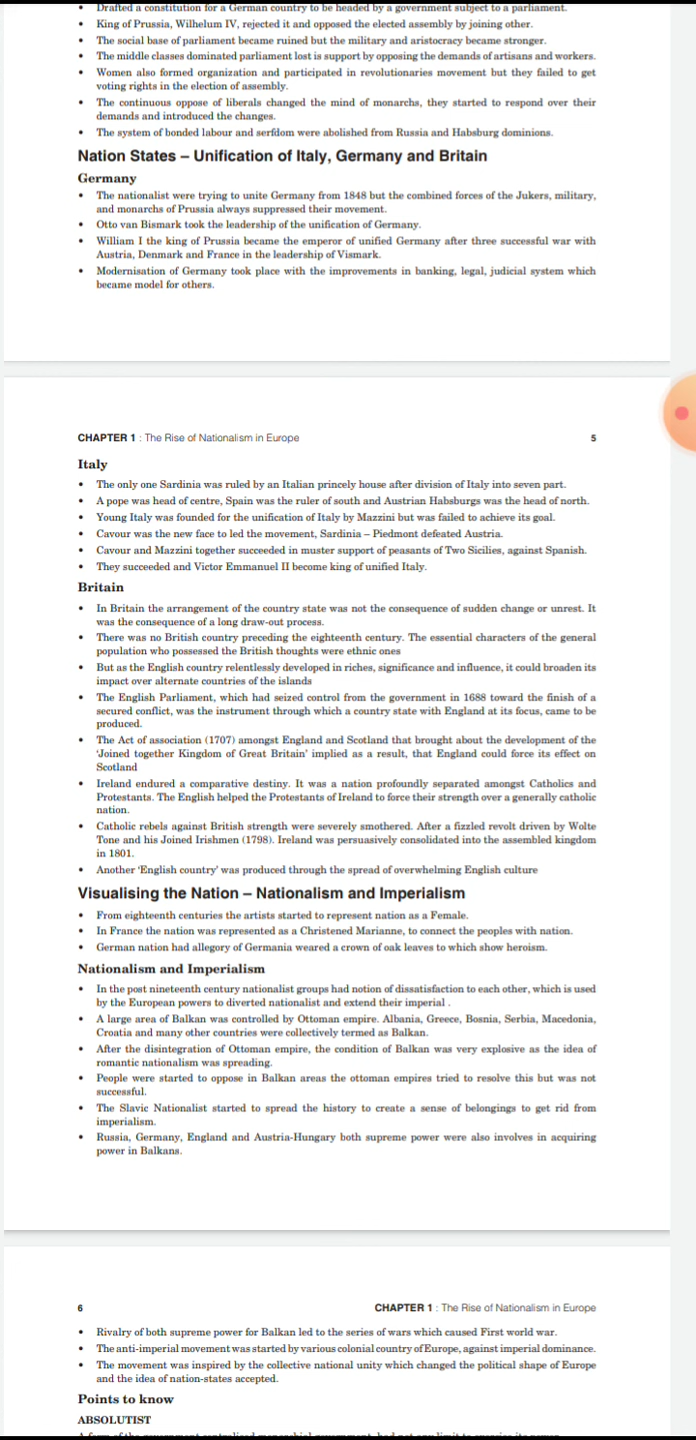 • Drafted a constitution for a German country to be headed by a government subject to a parliament.
• King of Prussia, Wilhelum IV, rejected it and opposed the elected assembly by joining other.
• The social base of parliament became ruined but the military and aristocracy became stronger.
• The middle classes dominated parliament lost is support by opposing the demands of artisans and workers.
• Women also formed organization and participated in revolutionaries movement but they failed to get
voting rights in the election of assembly.
• The continuous oppose of liberals changed the mind of monarchs, they started to respond over their
demands and introduced the changes.
• The system of bonded labour and serfdom were abolished from Russia and Habsburg dominions.
Nation States – Unification of Italy, Germany and Britain
Germany
• The nationalist were trying to unite Germany from 1848 but the combined forces of the Jukers, military,
and monarchs of Prussia always suppressed their movement.
• Otto van Bismark took the leadership of the unification of Germany.
• William I the king of Prussia became the emperor of unified Germany after three successful war with
Austria, Denmark and France in the leadership of Vismark.
• Modernisation of Germany took place with the improvements in banking, legal, judicial system which
became model for others.
CHAPTER 1 : The Rise of Nationalism in Europe 5
Italy
• The only one Sardinia was ruled by an Italian princely house after division of Italy into seven part.
• A pope was head of centre, Spain was the ruler of south and Austrian Habsburgs was the head of north.
• Young Italy was founded for the unification of Italy by Mazzini but was failed to achieve its goal.
• Cavour was the new face to led the movement, Sardinia – Piedmont defeated Austria.
• Cavour and Mazzini together succeeded in muster support of peasants of Two Sicilies, against Spanish.
• They succeeded and Victor Emmanuel II become king of unified Italy.
Britain
• In Britain the arrangement of the country state was not the consequence of sudden change or unrest. It
was the consequence of a long draw-out process.
• There was no British country preceding the eighteenth century. The essential characters of the general
population who possessed the British thoughts were ethnic ones
• But as the English country relentlessly developed in riches, significance and influence, it could broaden its
impact over alternate countries of the islands
• The English Parliament, which had seized control from the government in 1688 toward the finish of a
secured conflict, was the instrument through which a country state with England at its focus, came to be
produced.
• The Act of association (1707) amongst England and Scotland that brought about the development of the
'Joined together Kingdom of Great Britain' implied as a result, that England could force its effect on
Scotland
• Ireland endured a comparative destiny. It was a nation profoundly separated amongst Catholics and
Protestants. The English helped the Protestants of Ireland to force their strength over a generally catholic
nation.
• Catholic rebels against British strength were severely smothered. After a fizzled revolt driven by Wolte
Tone and his Joined Irishmen (1798). Ireland was persuasively consolidated into the assembled kingdom
in 1801.
• Another 'English country' was produced through the spread of overwhelming English culture
Visualising the Nation – Nationalism and Imperialism
• From eighteenth centuries the artists started to represent nation as a Female.
• In France the nation was represented as a Christened Marianne, to connect the peoples with nation.
• German nation had allegory of Germania weared a crown of oak leaves to which show heroism.
Nationalism and Imperialism
• In the post nineteenth century nationalist groups had notion of dissatisfaction to each other, which is used
by the European powers to diverted nationalist and extend their imperial .
• A large area of Balkan was controlled by Ottoman empire. Albania, Greece, Bosnia, Serbia, Macedonia,
Croatia and many other countries were collectively termed as Balkan.
• After the disintegration of Ottoman empire, the condition of Balkan was very explosive as the idea of
romantic nationalism was spreading.
• People were started to oppose in Balkan areas the ottoman empires tried to resolve this but was not
successful.
• The Slavic Nationalist started to spread the history to create a sense of belongings to get rid from
imperialism.
• Russia, Germany, England and Austria-Hungary both supreme power were also involves in acquiring
power in Balkans.
6 CHAPTER 1 : The Rise of Nationalism in Europe
• Rivalry of both supreme power for Balkan led to the series of wars which caused First world war.
• The anti-imperial movement was started by various colonial country of Europe, against imperial dominance.
• The movement was inspired by the collective national unity which changed the political shape of Europe
and the idea of nation-states accepted.
Points to know
ABSOLUTIST